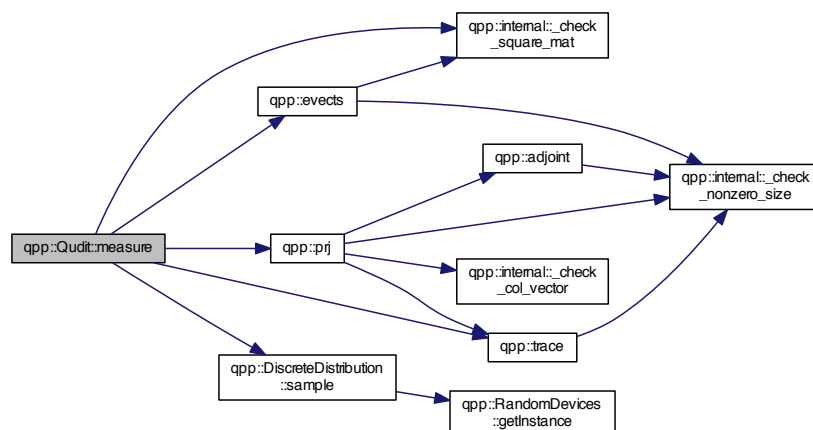 qpp::internal::_check
_square_mat
qpp::evects
qpp::adjoint
qpp::internal::_check
_nonzero_size
qpp::Qudit::measure
qpp::prj
qpp::internal::_check
_col_vector
qpp::trace
qpp::DiscreteDistribution
::sample
qpp::RandomDevices
::getInstance